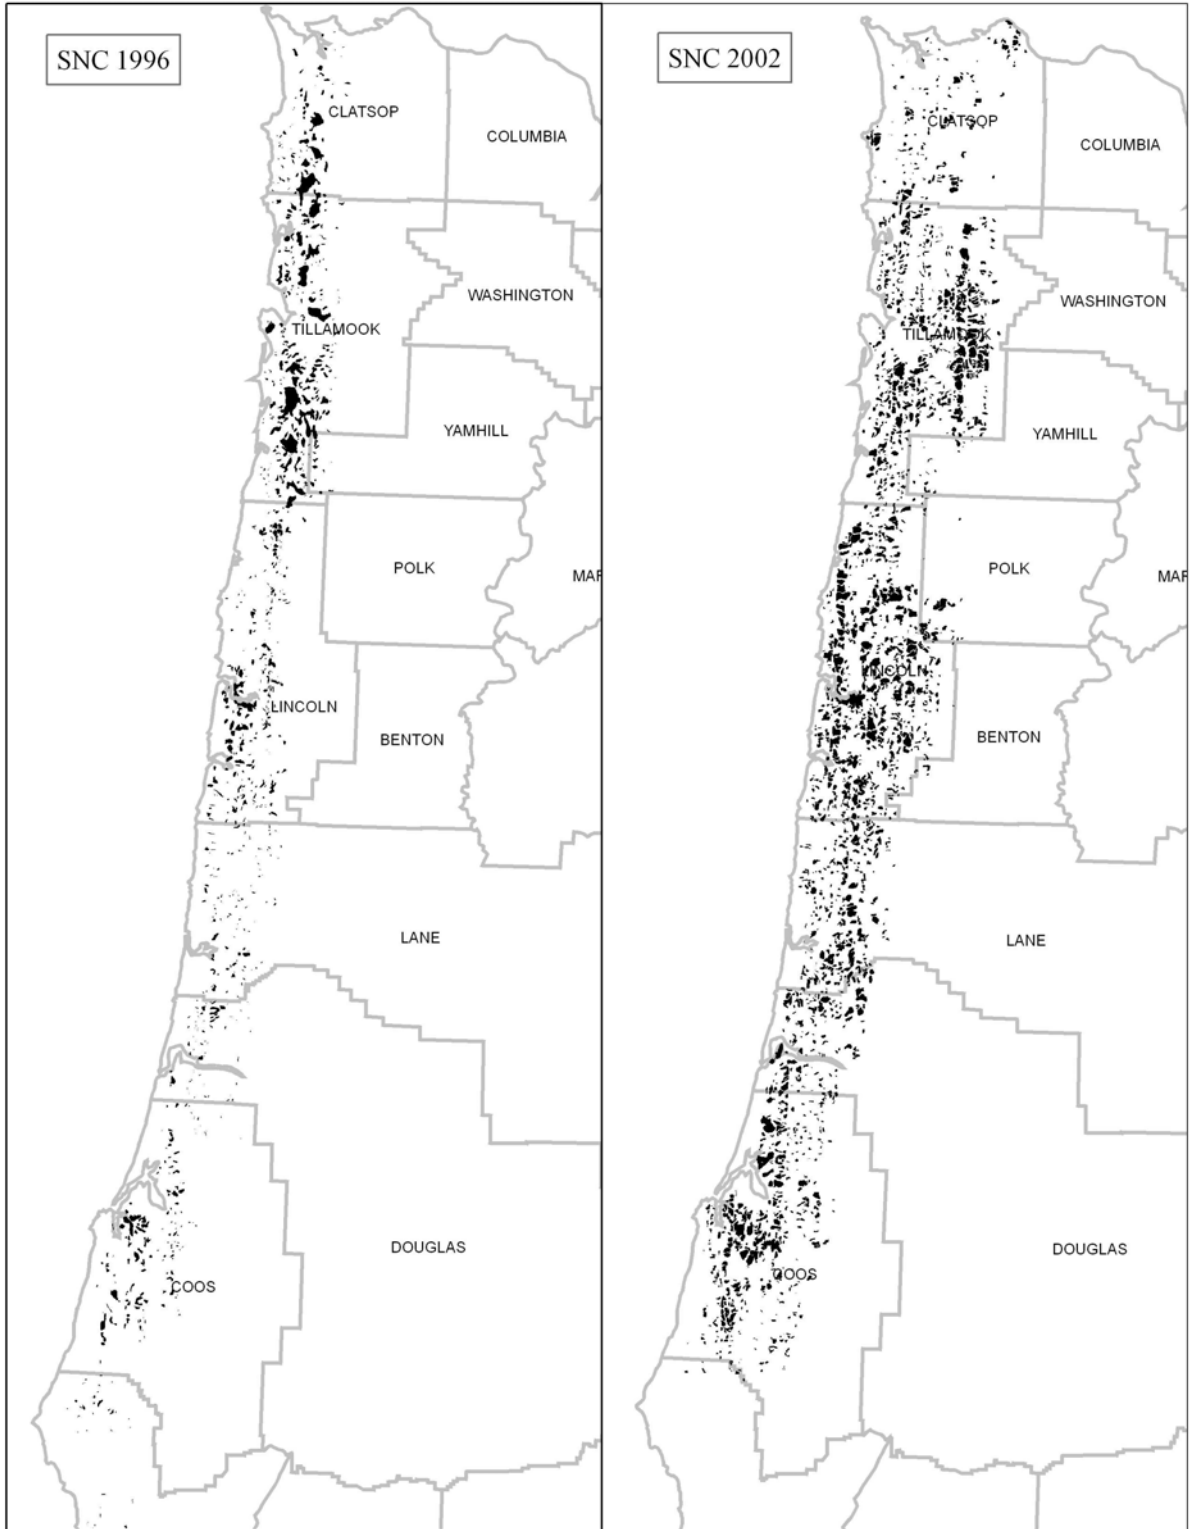 SNC 1996
CLATSOP
COLUMBIA
WASHINGTON
TILLAMOOK
YAMHILL
POLK
MAR
LINCOLN
BENTON
LANE
DOUGLAS
COOS
SNC 2002
CLATSOP
COLUMBIA
WASHINGTON
TILLAMOOK
YAMHILL
POLK
MAR
LINCOLN
BENTON
LANE
DOUGLAS
COOS